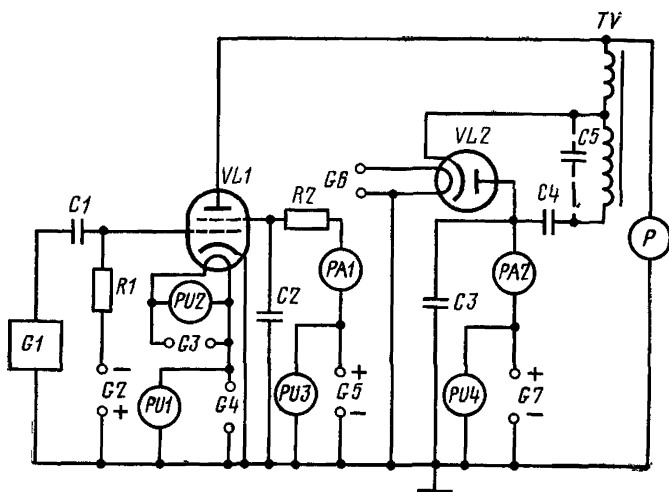 TV
VL1
VL2
C5
G6
C4
P
C1
R2
R1
PU2
PA1
PA2
C2
C3
G1
G3
G2
–
+
PU1
G4
PU3
+
G5
–
PU4
+
G7
–